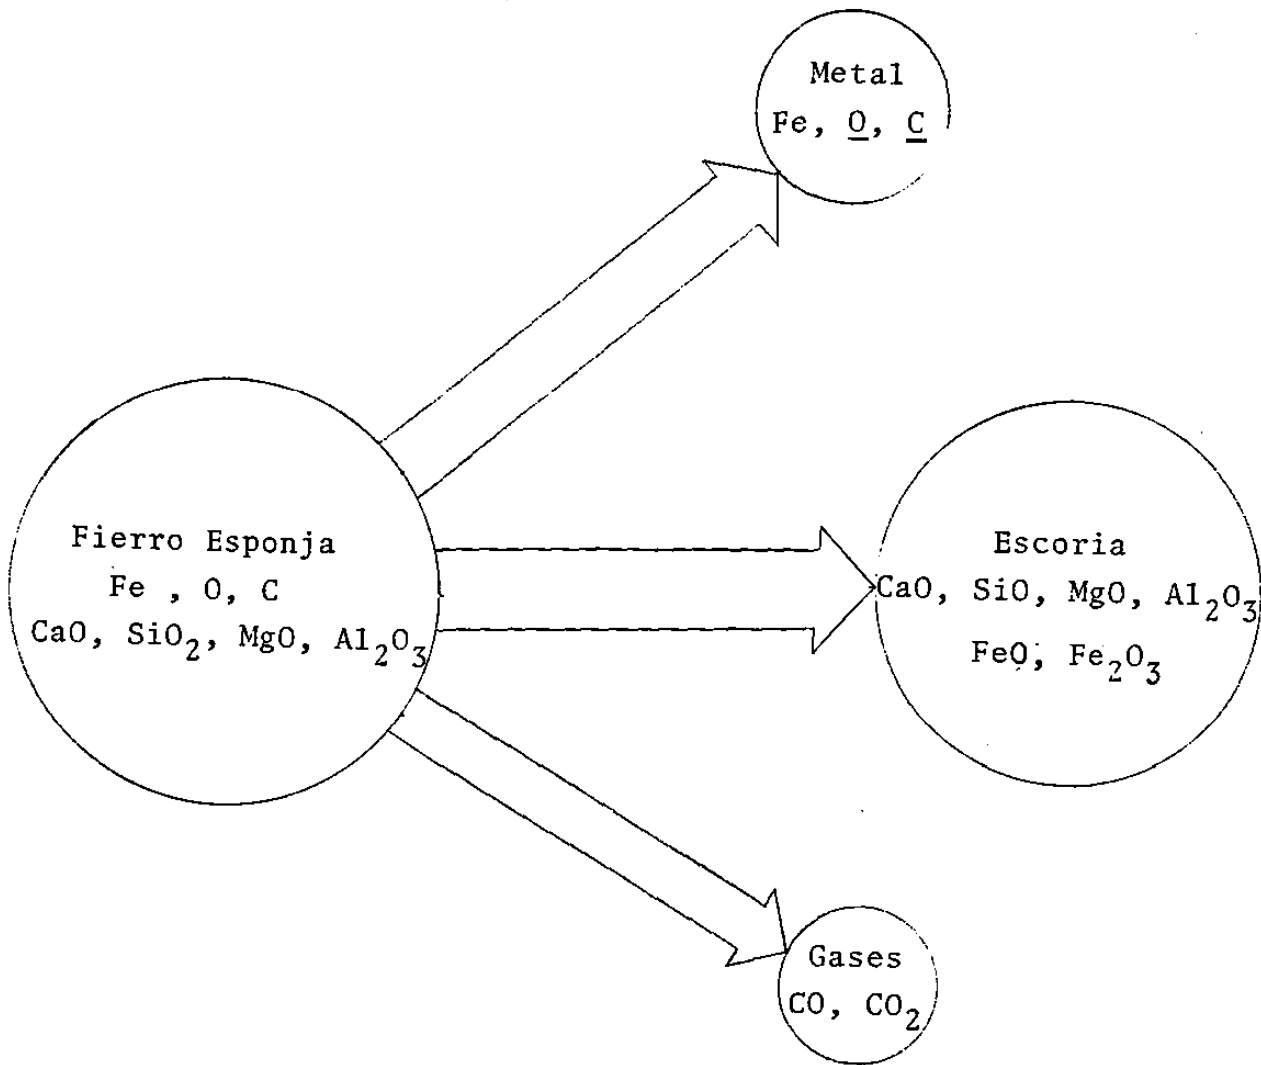 Metal
Fe, O, C
Fierro Esponja
Fe , O, C
CaO, SiO₂, MgO, Al₂O₃
Escoria
CaO, SiO, MgO, Al₂O₃
FeO, Fe₂O₃
Gases
CO, CO₂